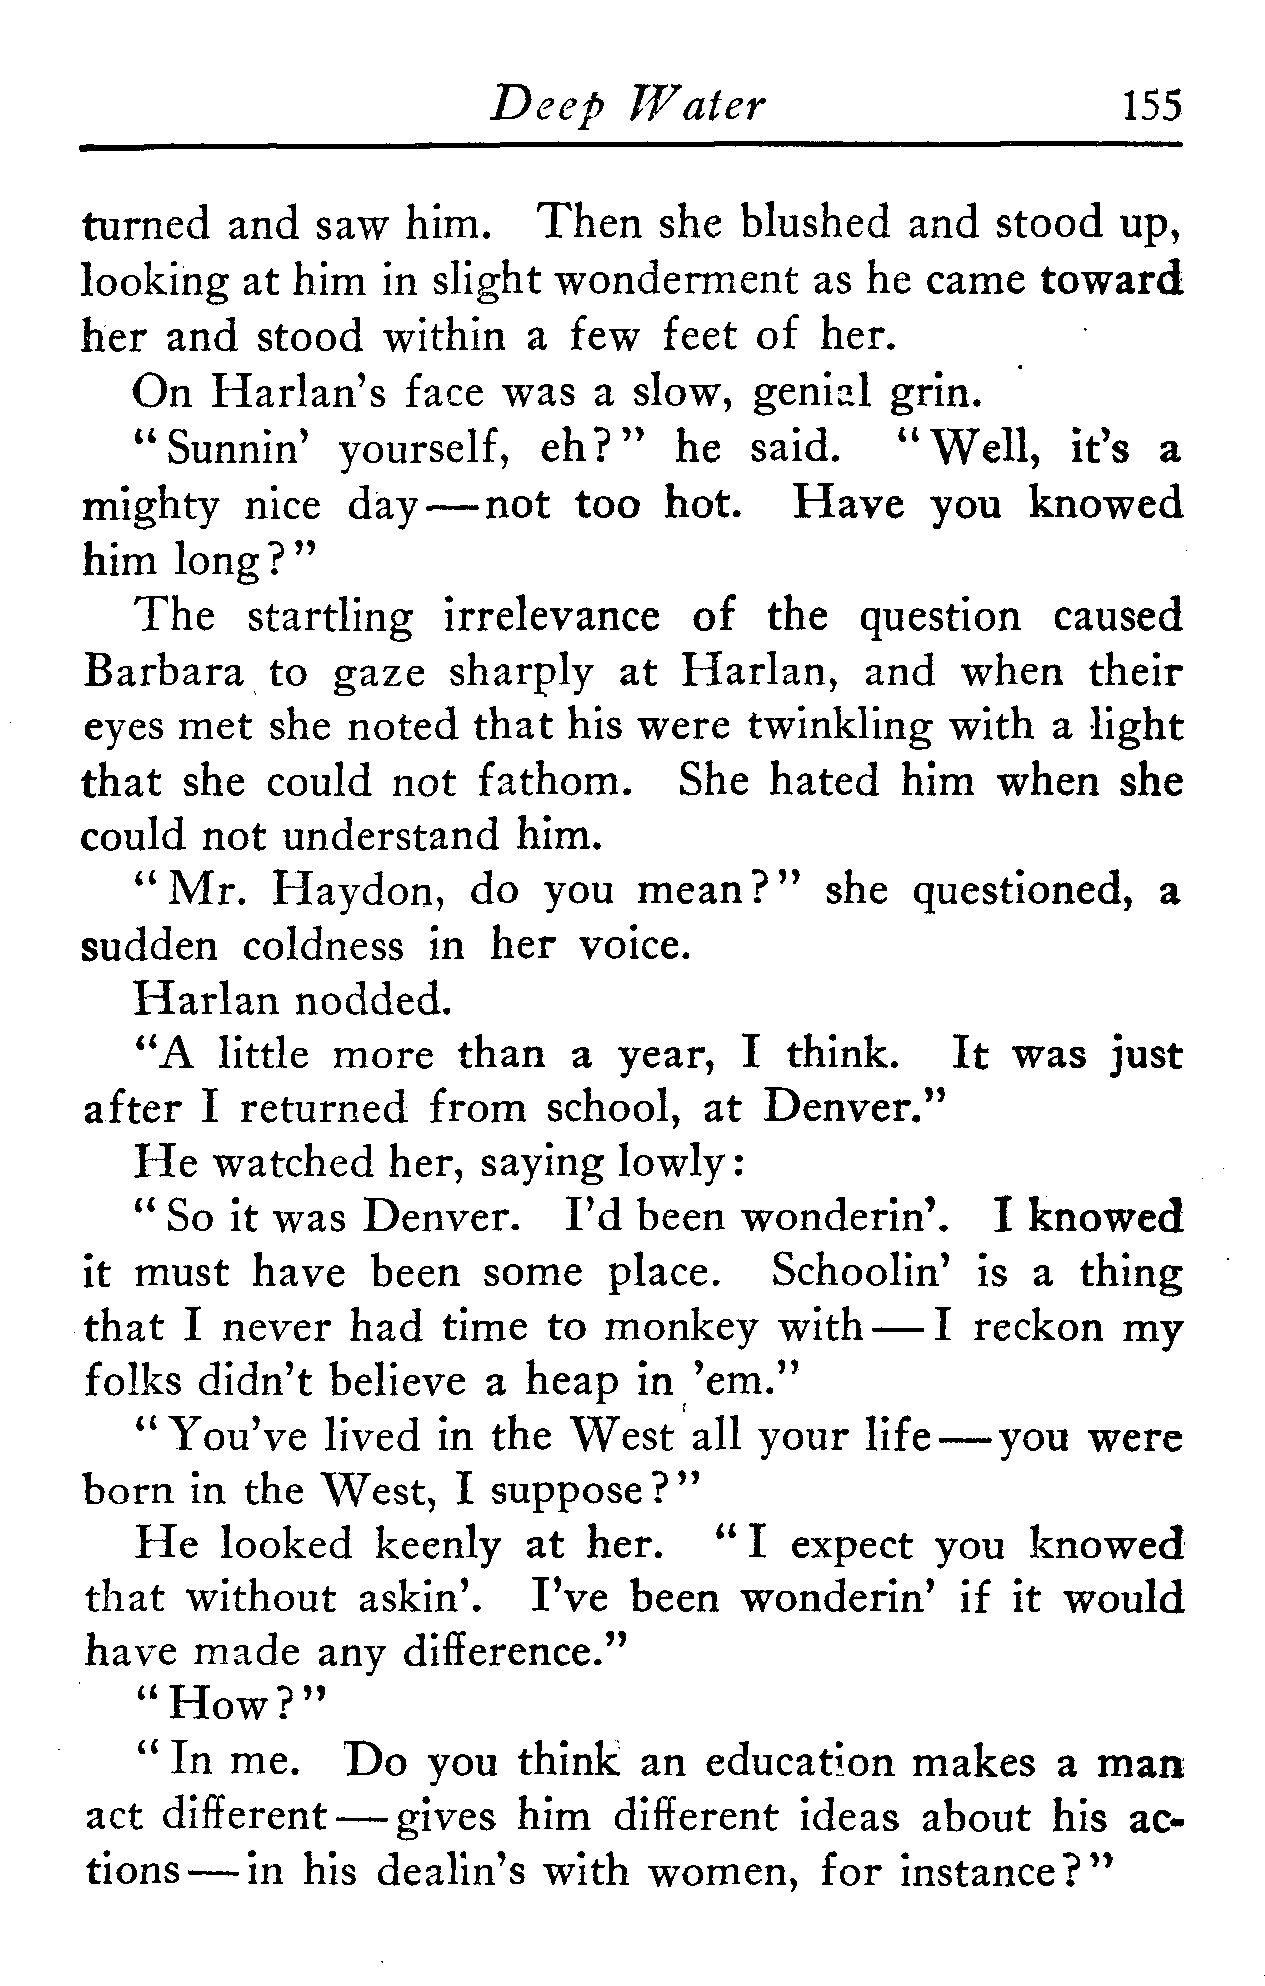 Deep Water 155
turned and saw him. Then she blushed and stood up,
looking at him in slight wonderment as he came toward
her and stood within a few feet of her.
On Harlan's face was a slow, genial grin.
"Sunnin' yourself, eh?" he said. "Well, it's a
mighty nice day—not too hot. Have you knowed
him long?"
The startling irrelevance of the question caused
Barbara to gaze sharply at Harlan, and when their
eyes met she noted that his were twinkling with a light
that she could not fathom. She hated him when she
could not understand him.
"Mr. Haydon, do you mean?" she questioned, a
sudden coldness in her voice.
Harlan nodded.
"A little more than a year, I think. It was just
after I returned from school, at Denver."
He watched her, saying lowly:
"So it was Denver. I'd been wonderin'. I knowed
it must have been some place. Schoolin' is a thing
that I never had time to monkey with—I reckon my
folks didn't believe a heap in 'em."
"You've lived in the West all your life—you were
born in the West, I suppose?"
He looked keenly at her. "I expect you knowed
that without askin'. I've been wonderin' if it would
have made any difference."
"How?"
"In me. Do you think an education makes a man
act different—gives him different ideas about his ac-
tions—in his dealin's with women, for instance?"